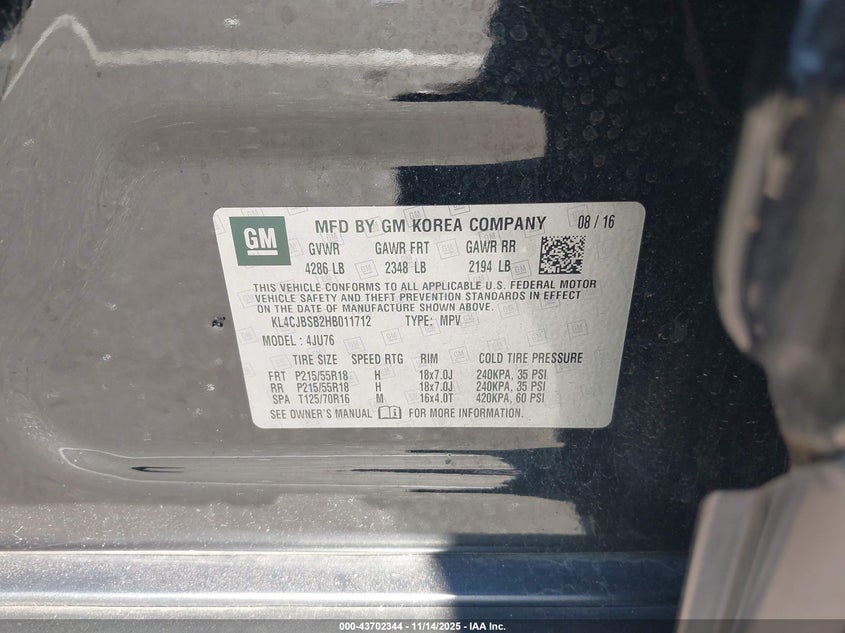 GM MFD BY GM KOREA COMPANY 08 / 16
GVWR GAWR FRT GAWR RR
4286 LB 2348 LB 2194 LB
THIS VEHICLE CONFORMS TO ALL APPLICABLE U.S. FEDERAL MOTOR
VEHICLE SAFETY AND THEFT PREVENTION STANDARDS IN EFFECT
ON THE DATE OF MANUFACTURE SHOWN ABOVE.
KL4CJBSB2HB011712 TYPE: MPV
MODEL : 4JU76
TIRE SIZE SPEED RTG RIM COLD TIRE PRESSURE
FRT P215/55R18 H 18x7.0J 240KPA, 35 PSI
RR P215/55R18 H 18x7.0J 240KPA, 35 PSI
SPA T125/70R16 M 16x4.0T 420KPA, 60 PSI
SEE OWNER'S MANUAL FOR MORE INFORMATION.
000-43702344 - 11/14/2025 - IAA Inc.